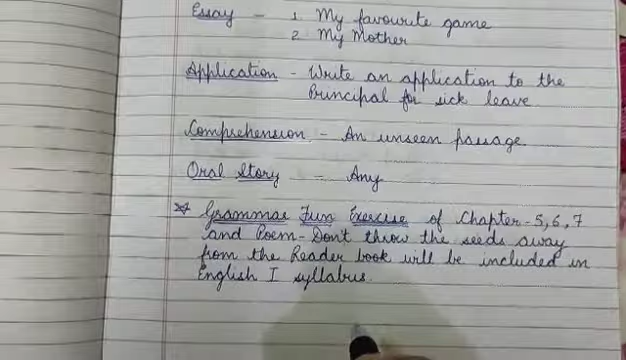 Essay - 1 My favourite game
2 My Mother
Application - Write an application to the
Principal for sick leave
Comprehension - An unseen passage.
Oral Story - Any
☆ Grammar Fun Exercise of Chapter-5,6,7
and Poem-Don't throw the seeds away
from the Reader book will be included in
English I syllabus.